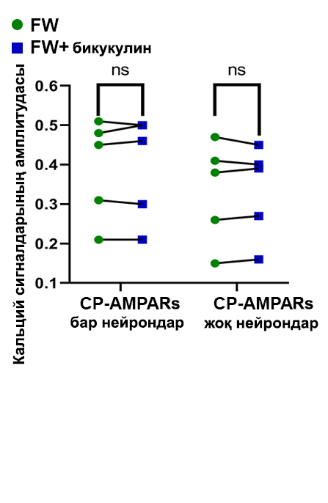 FW
FW+ бикукулин
ns ns
Кальций сигналдарының амплитудасы
0.6
0.5
0.4
0.3
0.2
0.1
CP-AMPARs CP-AMPARs
бар нейрондар жоқ нейрондар